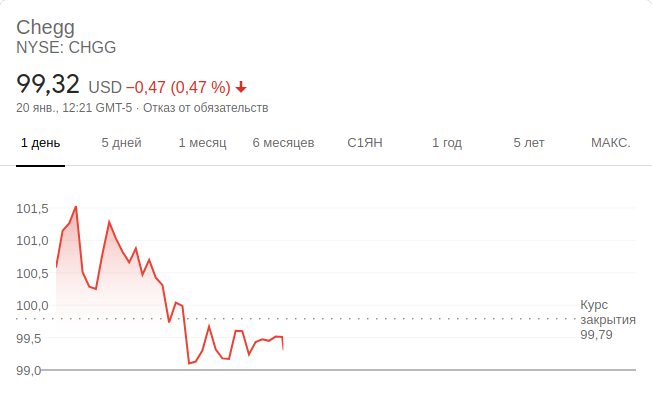 Chegg
NYSE: CHGG
99,32 USD −0,47 (0,47 %)
20 янв., 12:21 GMT-5 · Отказ от обязательств
1 день 5 дней 1 месяц 6 месяцев С1ЯН 1 год 5 лет МАКС.
101,5
101,0
100,5
100,0
Курс
закрытия
99,79
99,5
99,0